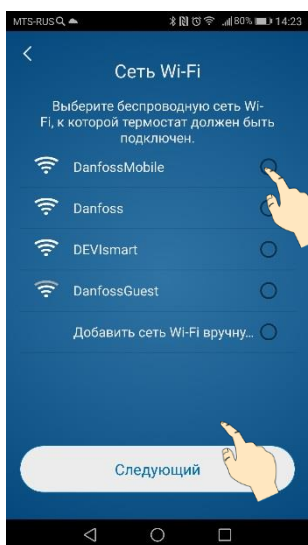 MTS-RUS 80% 14:23
Сеть Wi-Fi
Выберите беспроводную сеть Wi-
Fi, к которой термостат должен быть
подключен.
DanfossMobile
Danfoss
DEVIsmart
DanfossGuest
Добавить сеть Wi-Fi вручну...
Следующий